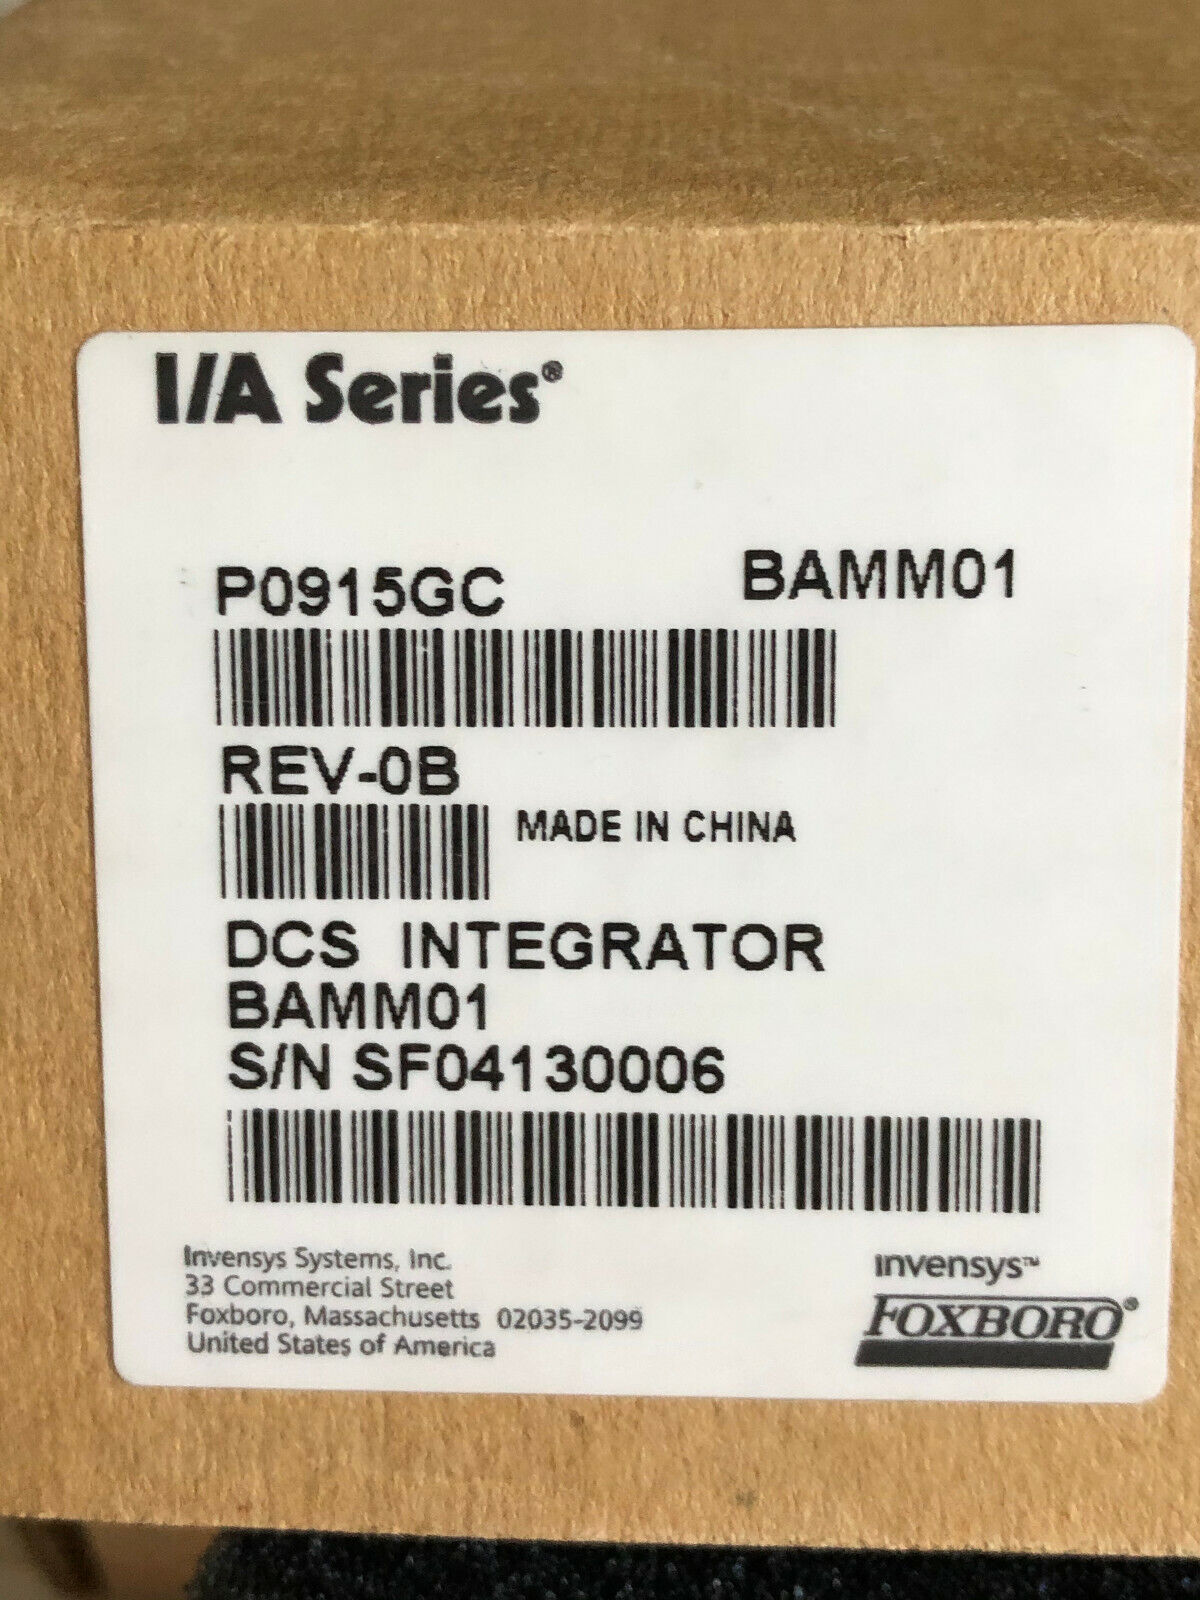 I/A Series®
P0915GC BAMM01
REV-0B
MADE IN CHINA
DCS INTEGRATOR
BAMM01
S/N SF04130006
Invensys Systems, Inc.
33 Commercial Street
Foxboro, Massachusetts 02035-2099
United States of America
invensys™
FOXBORO®